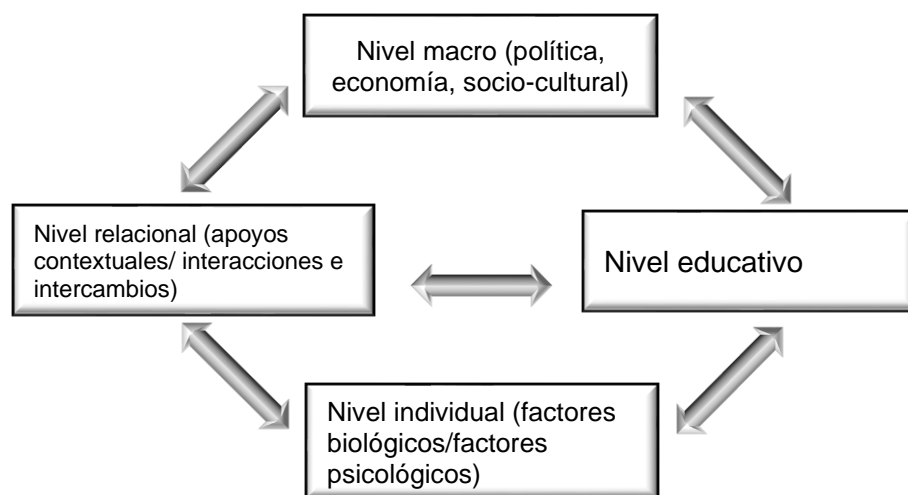 Nivel macro (política,
economía, socio-cultural)
Nivel relacional (apoyos
contextuales/ interacciones e
intercambios)
Nivel educativo
Nivel individual (factores
biológicos/factores
psicológicos)